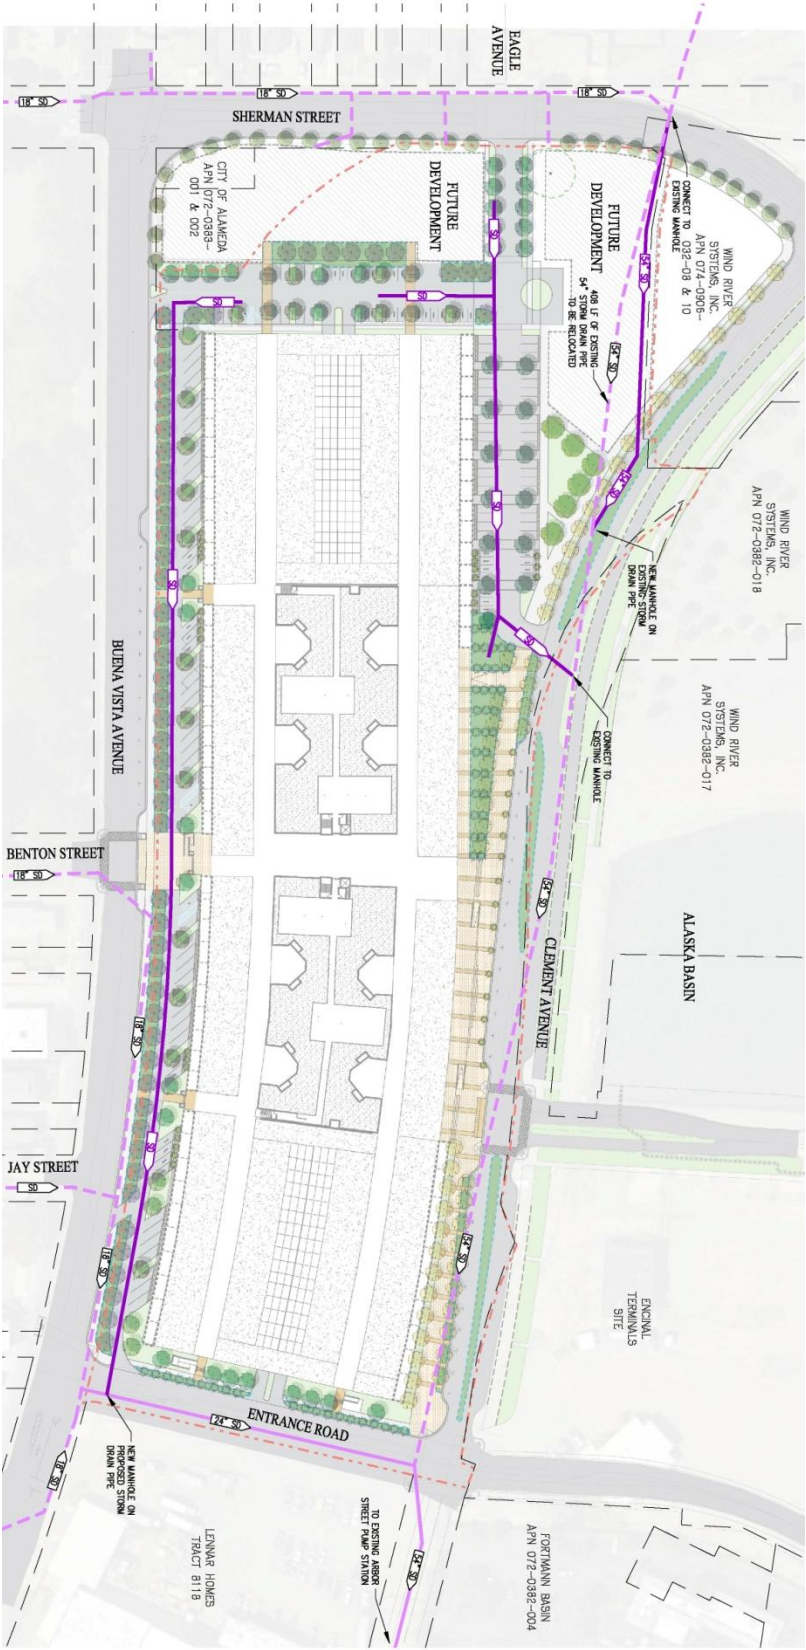 EAGLE
AVENUE
18" SD
18" SD
18" SD
SHERMAN STREET
CITY OF ALAMEDA
APN 072-0383-
001 & 002
FUTURE
DEVELOPMENT
FUTURE
DEVELOPMENT
408 LF OF EXISTING
54" STORM DRAIN PIPE
TO BE RELOCATED
CONNECT TO
EXISTING MANHOLE
WIND RIVER
SYSTEMS, INC.
APN 074-0906-
032-08 & 10
54" SD
54" SD
54" SD
SD
SD
SD
SD
SD
SD
WIND RIVER
SYSTEMS, INC.
APN 072-0382-018
NEW MANHOLE ON
EXISTING STORM
DRAIN PIPE
WIND RIVER
SYSTEMS, INC.
APN 072-0382-017
CONNECT TO
EXISTING MANHOLE
BUENA VISTA AVENUE
BENTON STREET
18" SD
54" SD
CLEMENT AVENUE
ALASKA BASIN
18" SD
SD
JAY STREET
SD
18" SD
54" SD
ENCINAL
TERMINALS
SITE
24" SD
ENTRANCE ROAD
NEW MANHOLE ON
PROPOSED STORM
DRAIN PIPE
18" SD
LENNAR HOMES
TRACT 8118
TO EXISTING ARBOR
STREET PUMP STATION
54" SD
FORTMANN BASIN
APN 072-0382-004